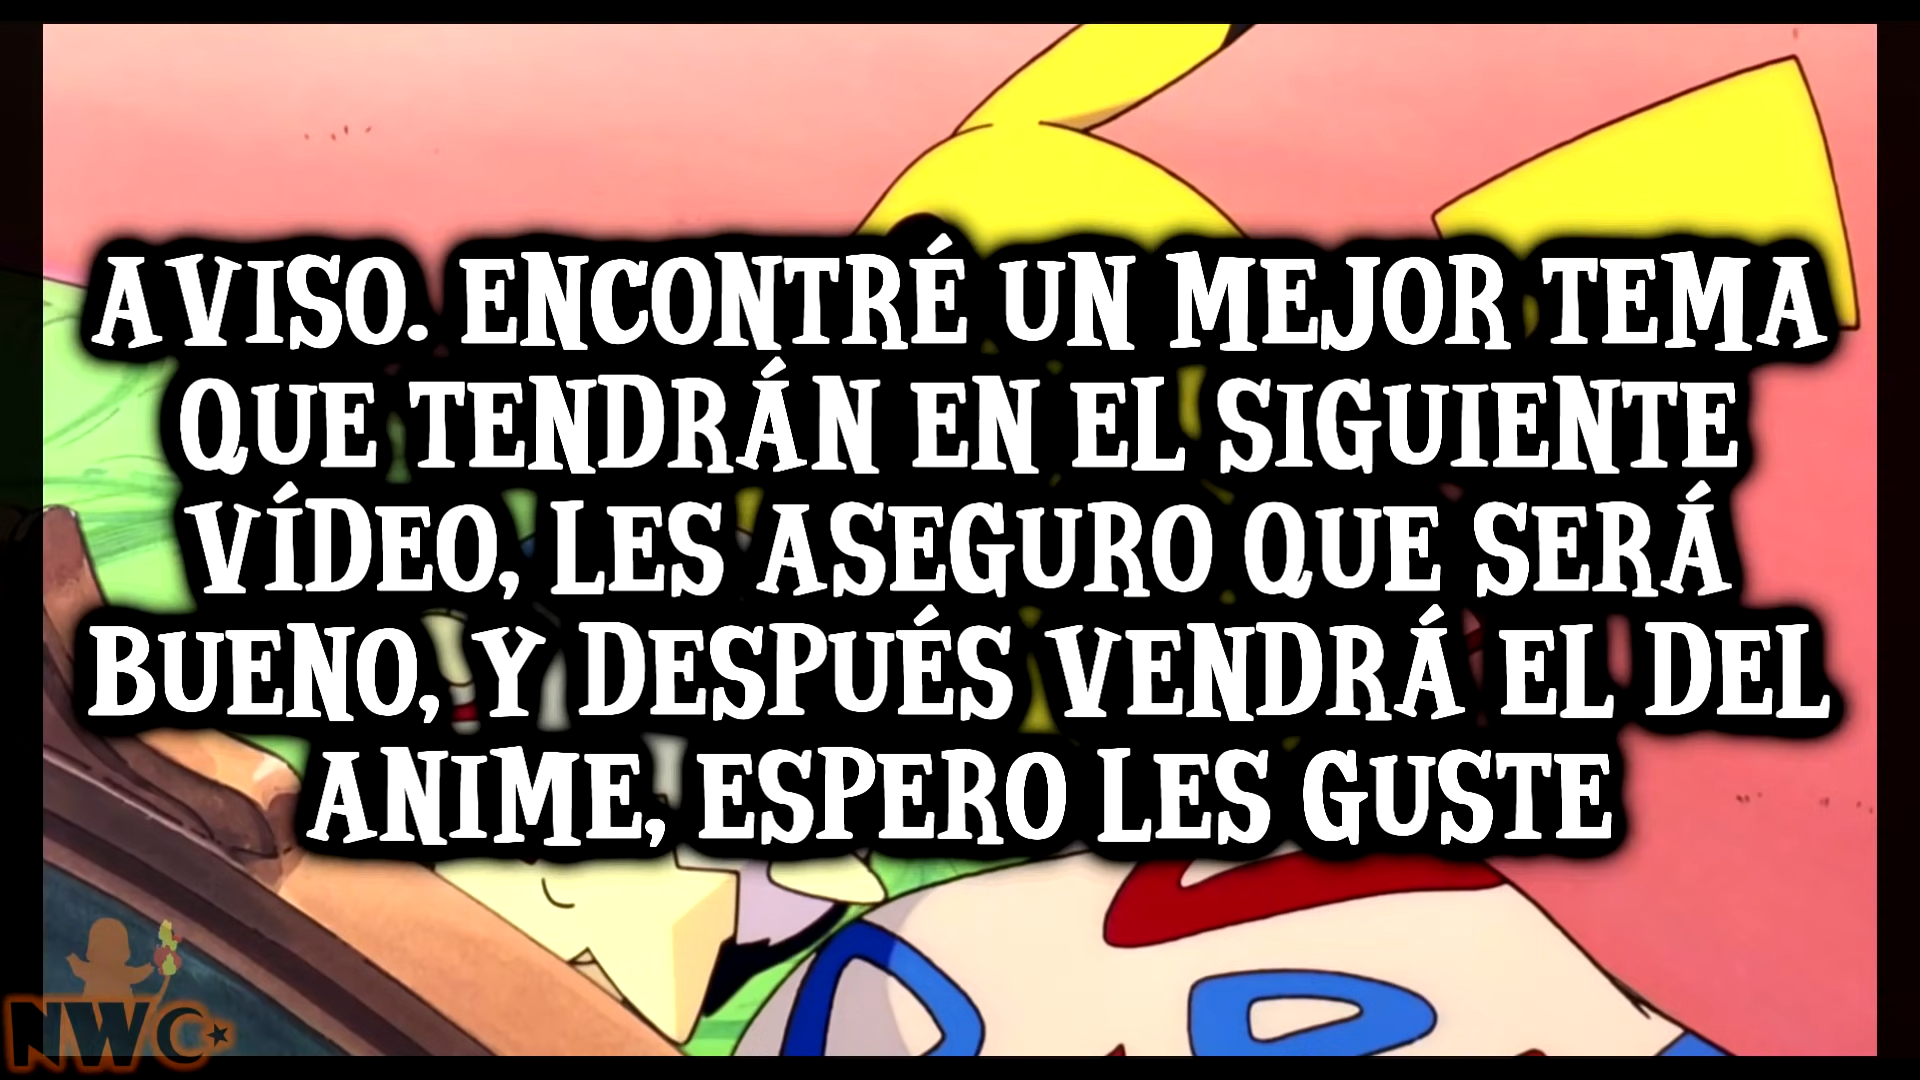 AVISO. ENCONTRÉ UN MEJOR TEMA
QUE TENDRÁN EN EL SIGUIENTE
VÍDEO, LES ASEGURO QUE SERÁ
BUENO, Y DESPUÉS VENDRÁ EL DEL
ANIME, ESPERO LES GUSTE
NWC